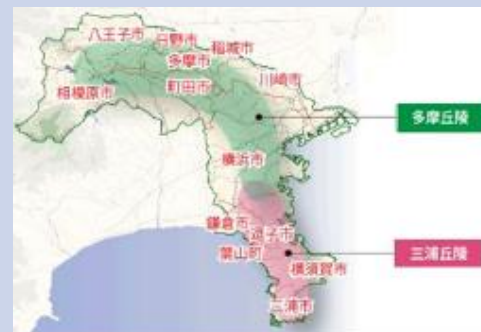 八王子市
日野市
稲城市
多摩市
川崎市
相模原市
町田市
多摩丘陵
横浜市
鎌倉市
逗子市
葉山町
三浦丘陵
横須賀市
三浦市